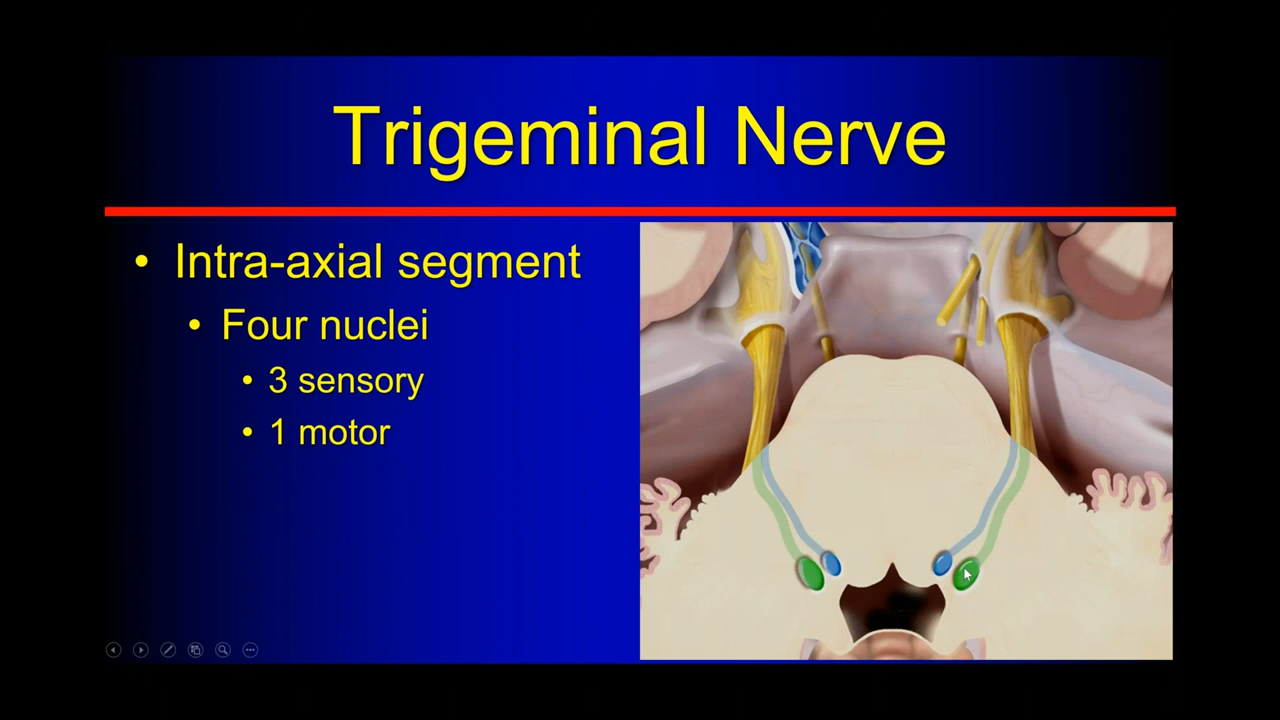 Trigeminal Nerve
• Intra-axial segment
• Four nuclei
• 3 sensory
• 1 motor